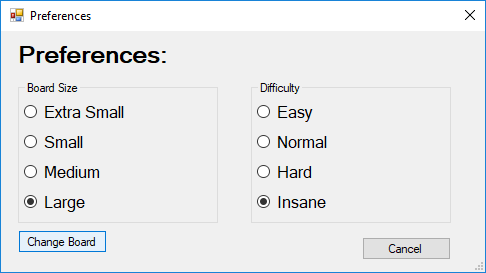 Preferences
Preferences:
Board Size
Extra Small
Small
Medium
Large
Difficulty
Easy
Normal
Hard
Insane
Change Board
Cancel